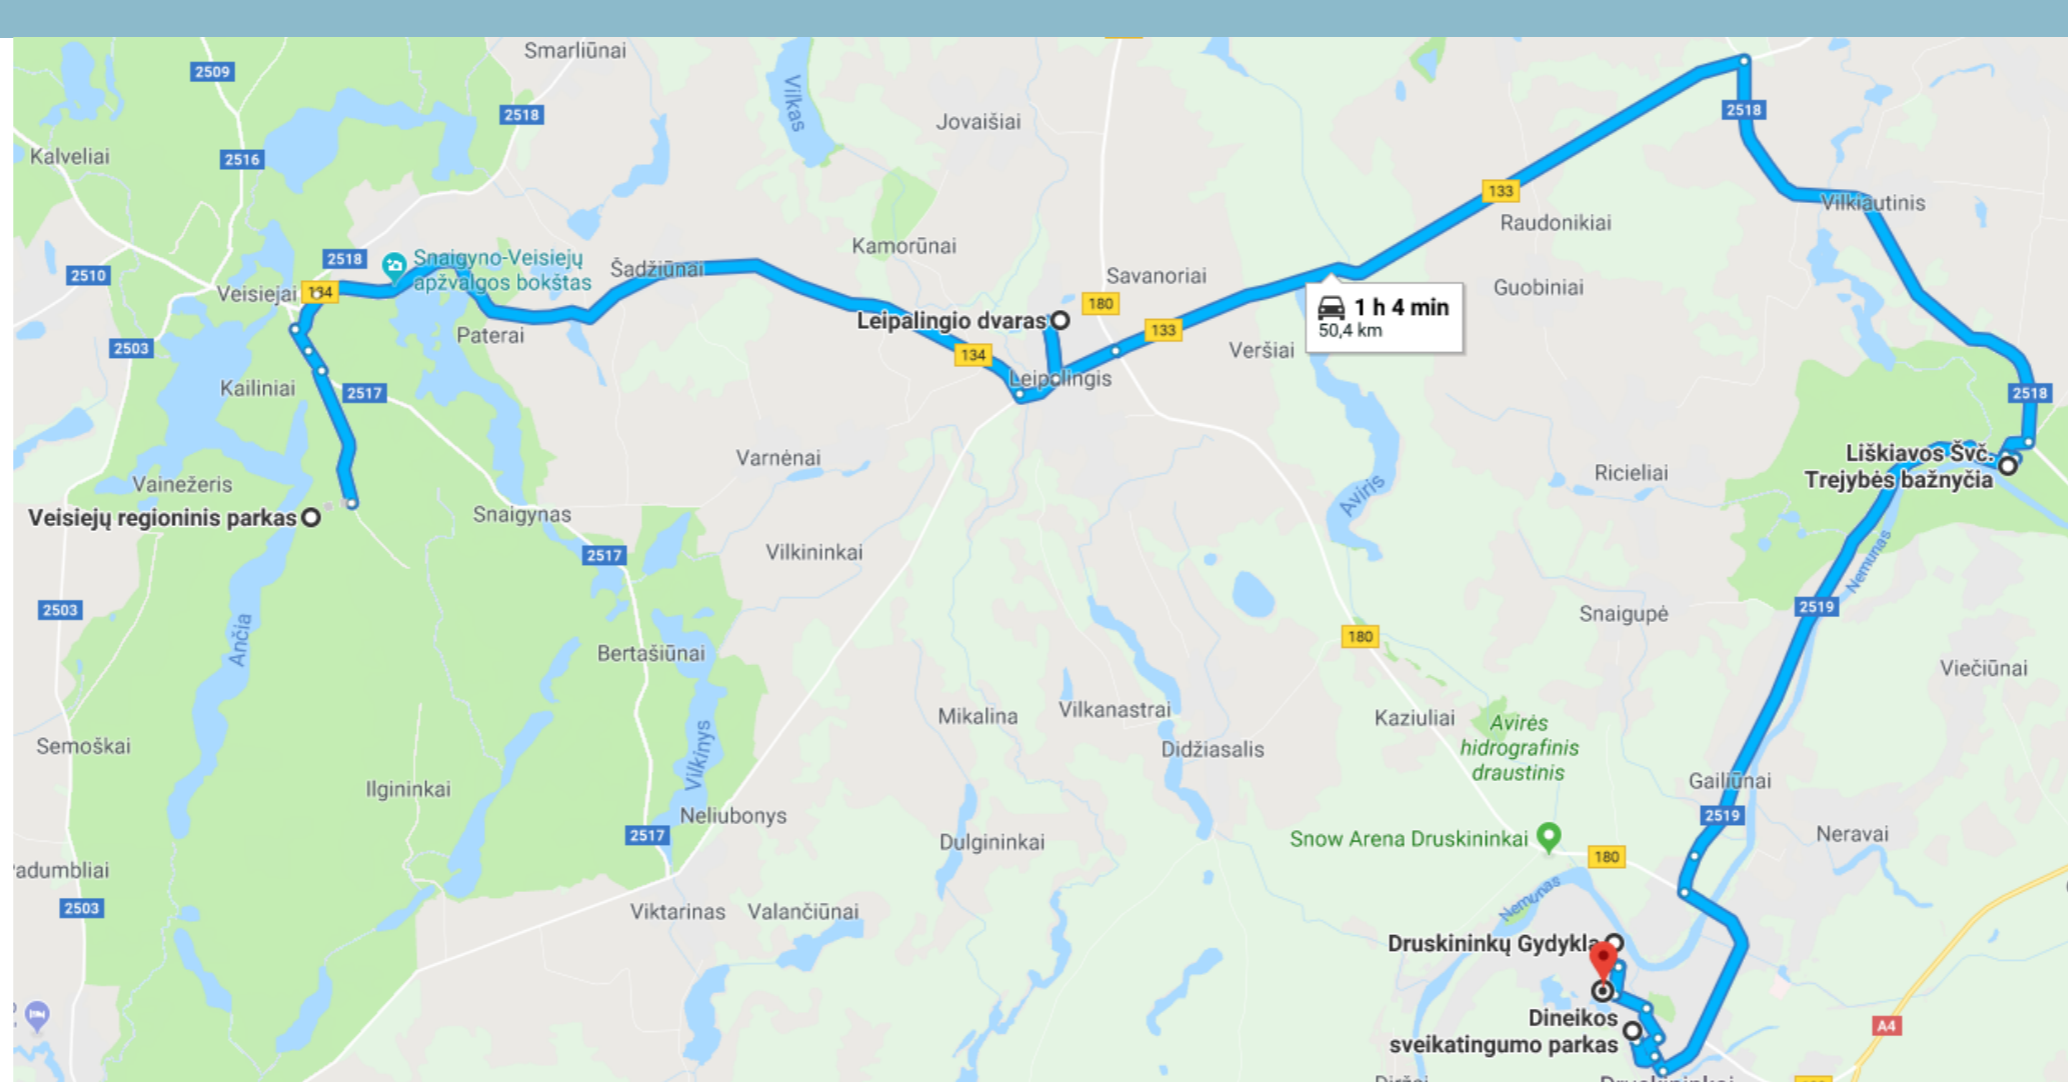 Smarliūnai
2509
Vilkas
2518
Jovaišiai
2518
Kalveliai
2516
133
Vilkiautinis
Raudonikiai
Kamorūnai
2518
Snaigyno-Veisiejų
apžvalgos bokštas
Šadžiūnai
2510
Savanoriai
Guobiniai
Veisiejai
134
180
1 h 4 min
50,4 km
Leipalingio dvaras
133
Paterai
2503
134
Veršiai
Leipalingis
Kailiniai
2517
2518
Liškiavos Švč.
Trejybės bažnyčia
Varnėnai
Ricieliai
Vainežeris
Aviris
Veisiejų regioninis parkas
Snaigynas
2517
Vilkininkai
Nemunas
2503
2519
Snaigupė
Ančia
180
Bertašiūnai
Viečiūnai
Mikalina
Vilkanastrai
Kaziuliai
Avirės
hidrografinis
draustinis
Semoškai
Vilkinys
Didžiasalis
Gailiūnai
Ilgininkai
Neliubonys
2519
2517
Dulgininkai
Snow Arena Druskininkai
Neravai
180
adumbliai
2503
Viktarinas
Valančiūnai
Nemunas
Druskininkų Gydykla
Dineikos
sveikatingumo parkas
A4